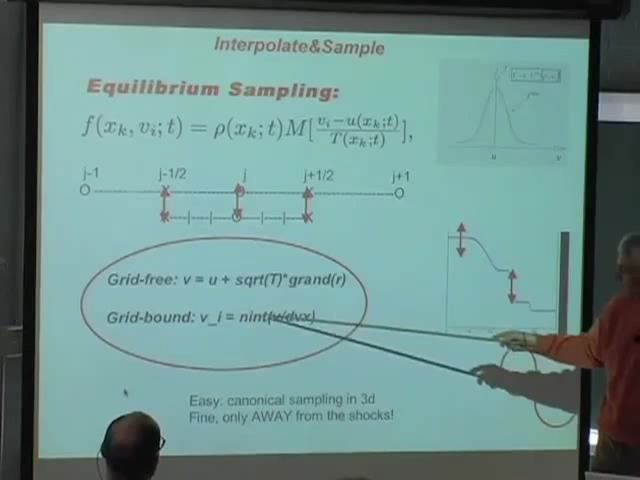 Interpolate&Sample
Equilibrium Sampling:
f(x_k, v_i; t) = ρ(x_k; t)M[(v_i − u(x_k; t))/T(x_k; t)],
j-1 j-1/2 j j+1/2 j+1
Grid-free: v = u + sqrt(T)*grand(r)
Grid-bound: v_i = nint(v/dvx)
Easy: canonical sampling in 3d
Fine, only AWAY from the shocks!